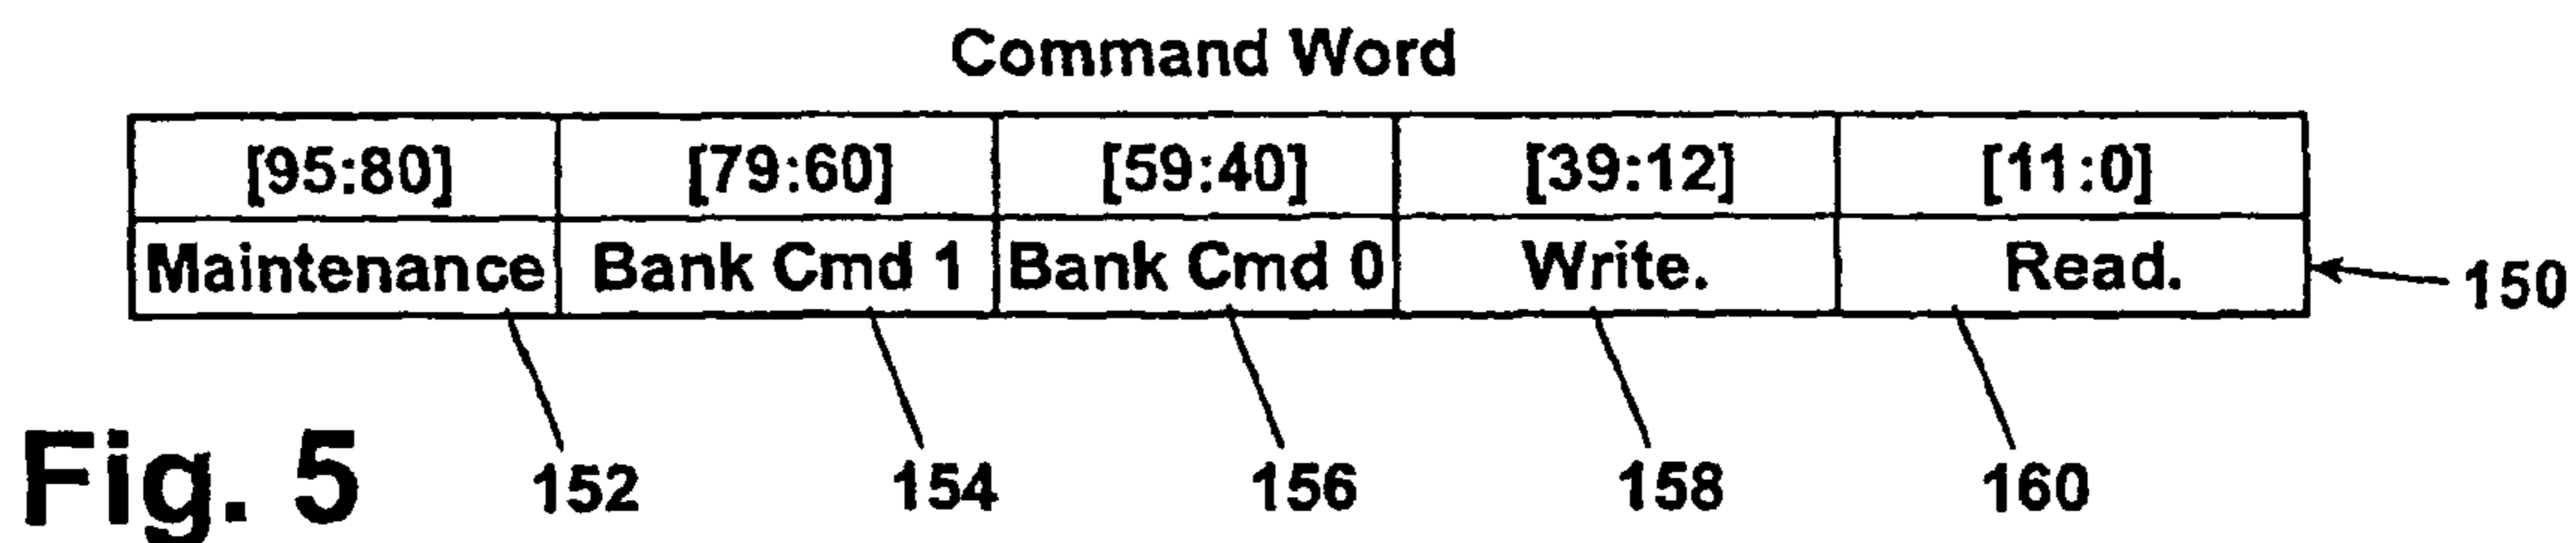 Command Word
[95:80] [79:60] [59:40] [39:12] [11:0]
Maintenance Bank Cmd 1 Bank Cmd 0 Write. Read.
150
Fig. 5 152 154 156 158 160